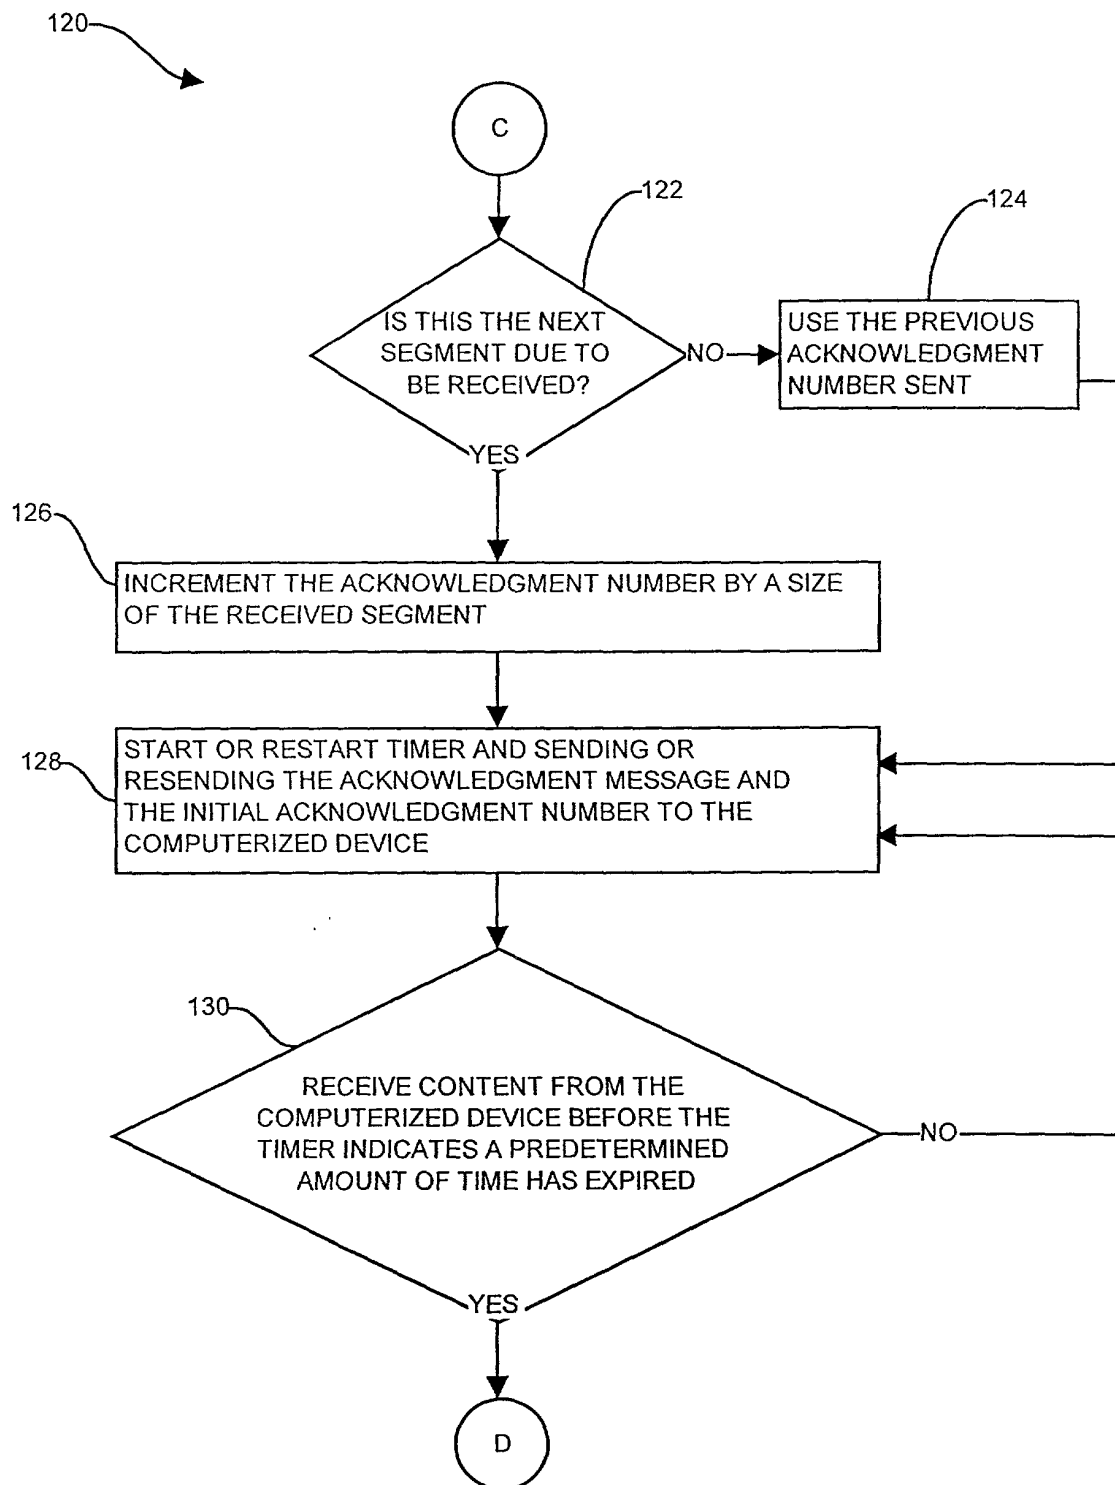 120
C
122
124
IS THIS THE NEXT
SEGMENT DUE TO
BE RECEIVED?
NO
USE THE PREVIOUS
ACKNOWLEDGMENT
NUMBER SENT
YES
126
INCREMENT THE ACKNOWLEDGMENT NUMBER BY A SIZE
OF THE RECEIVED SEGMENT
128
START OR RESTART TIMER AND SENDING OR
RESENDING THE ACKNOWLEDGMENT MESSAGE AND
THE INITIAL ACKNOWLEDGMENT NUMBER TO THE
COMPUTERIZED DEVICE
130
RECEIVE CONTENT FROM THE
COMPUTERIZED DEVICE BEFORE THE
TIMER INDICATES A PREDETERMINED
AMOUNT OF TIME HAS EXPIRED
NO
YES
D